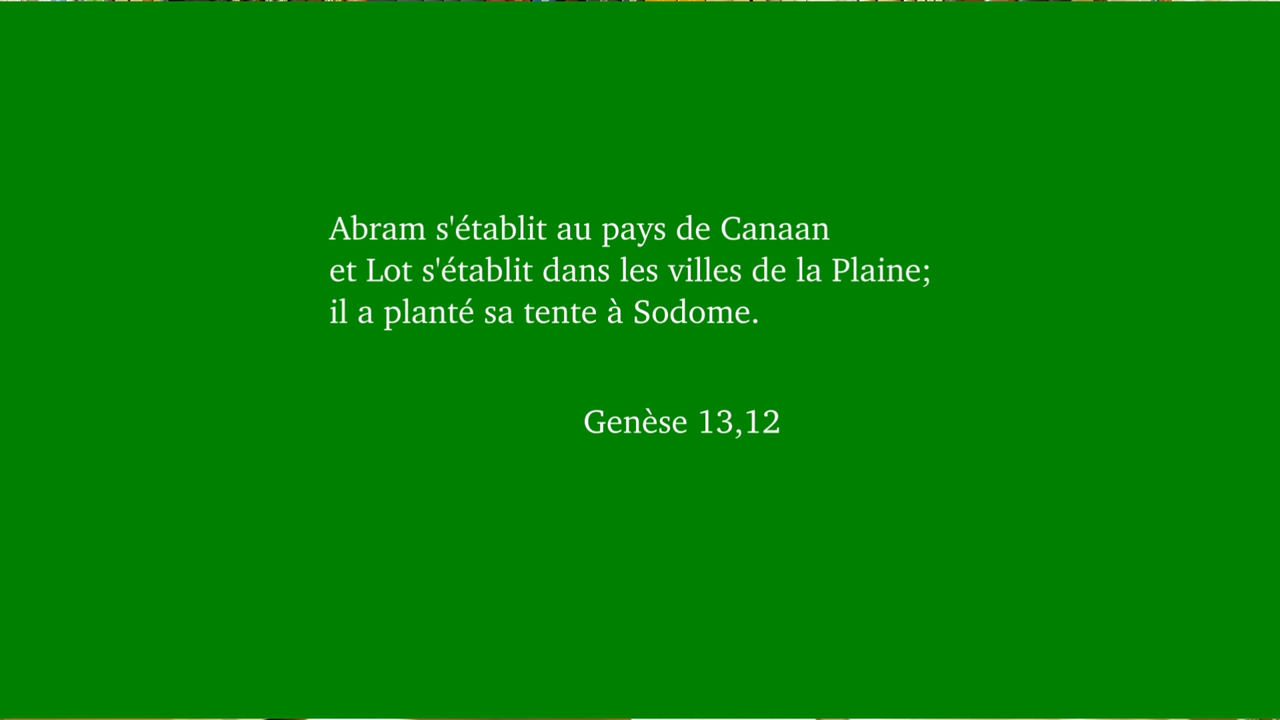 Abram s'établit au pays de Canaan
et Lot s'établit dans les villes de la Plaine;
il a planté sa tente à Sodome.
Genèse 13,12